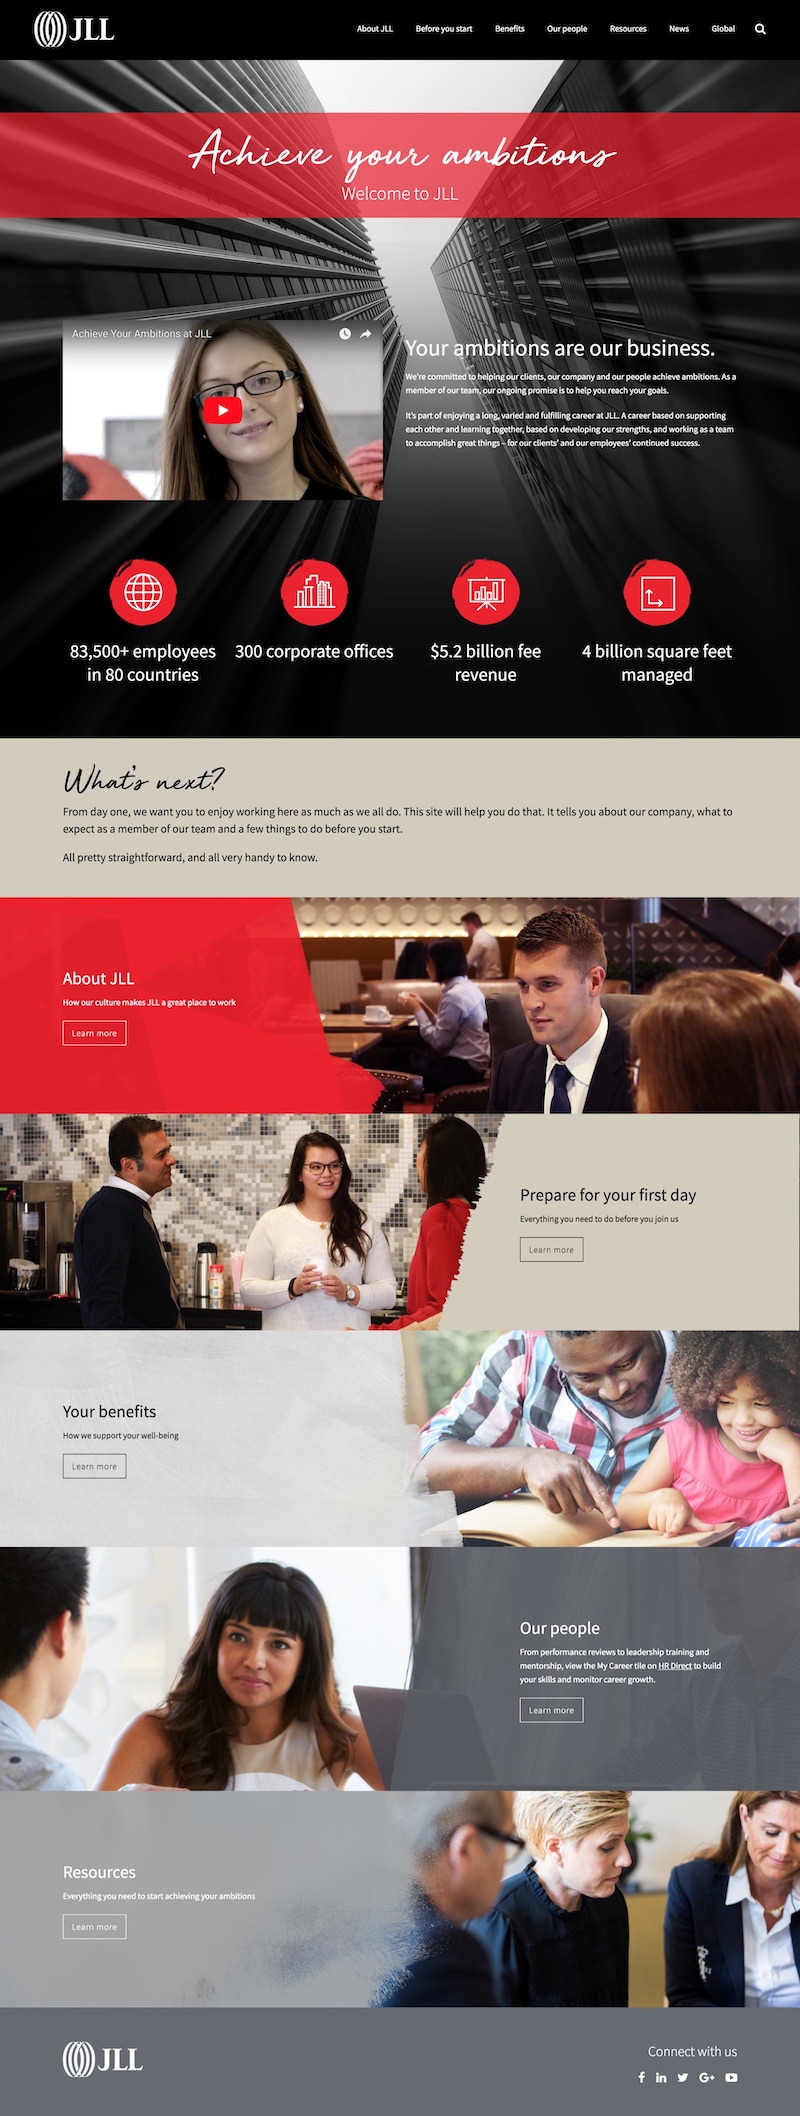 JLL
About JLL Before you start Benefits Our people Resources News Global
Achieve your ambitions
Welcome to JLL
Achieve Your Ambitions at JLL
Your ambitions are our business.
We're committed to helping our clients, our company and our people achieve ambitions. As a
member of our team, our ongoing promise is to help you reach your goals.
It's part of enjoying a long, varied and fulfilling career at JLL. A career based on supporting
each other and learning together, based on developing our strengths, and working as a team
to accomplish great things – for our clients' and our employees' continued success.
83,500+ employees
in 80 countries
300 corporate offices
$5.2 billion fee
revenue
4 billion square feet
managed
What's next?
From day one, we want you to enjoy working here as much as we all do. This site will help you do that. It tells you about our company, what to
expect as a member of our team and a few things to do before you start.
All pretty straightforward, and all very handy to know.
About JLL
How our culture makes JLL a great place to work
Learn more
Prepare for your first day
Everything you need to do before you join us
Learn more
Your benefits
How we support your well-being
Learn more
Our people
From performance reviews to leadership training and
mentorship, view the My Career tile on HR Direct to build
your skills and monitor career growth.
Learn more
Resources
Everything you need to start achieving your ambitions
Learn more
JLL
Connect with us